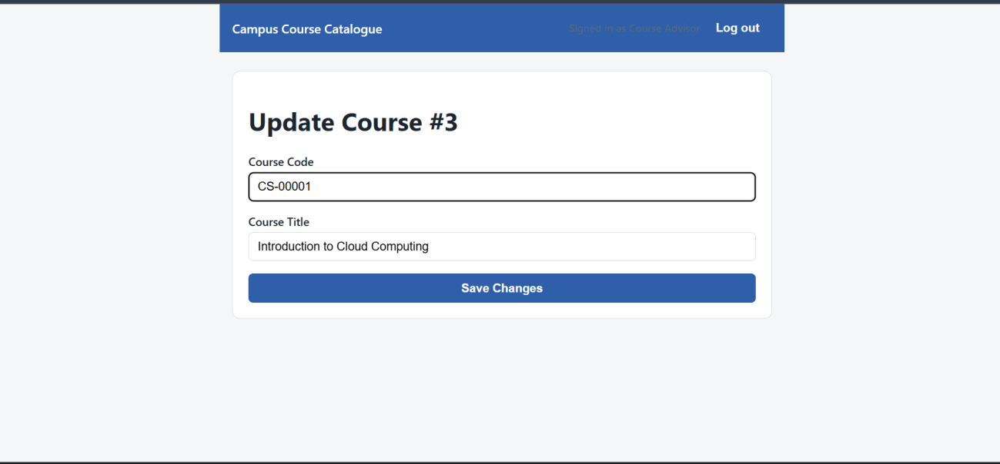 Campus Course Catalogue
Signed in as Course Advisor
Log out
Update Course #3
Course Code
CS-00001
Course Title
Introduction to Cloud Computing
Save Changes